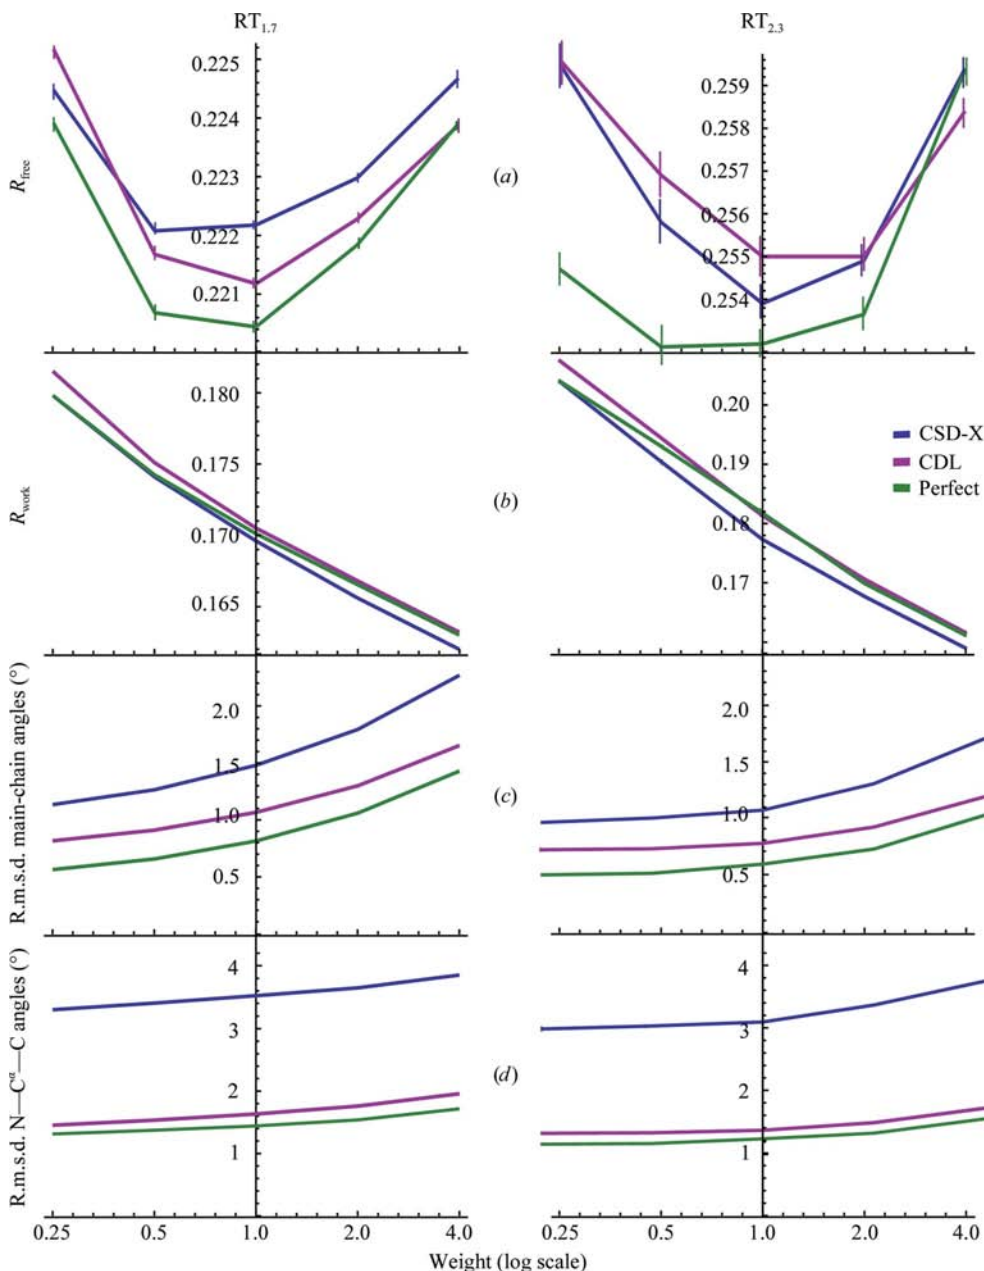 RT1.7
RT2.3
Rfree
0.225
0.224
0.223
0.222
0.221
(a)
0.259
0.258
0.257
0.256
0.255
0.254
Rwork
0.180
0.175
0.170
0.165
(b)
0.20
0.19
0.18
0.17
CSD-X
CDL
Perfect
R.m.s.d. main-chain angles (°)
2.0
1.5
1.0
0.5
(c)
2.0
1.5
1.0
0.5
R.m.s.d. N—Cα—C angles (°)
4
3
2
1
(d)
4
3
2
1
0.25 0.5 1.0 2.0 4.0
0.25 0.5 1.0 2.0 4.0
Weight (log scale)